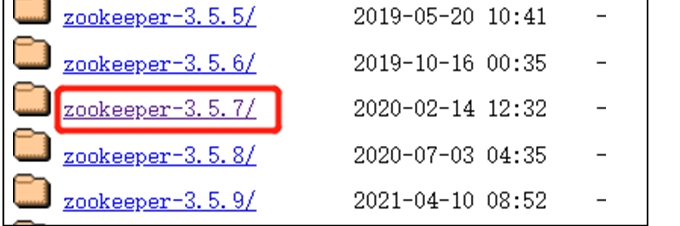 zookeeper-3.5.5/ 2019-05-20 10:41 -
zookeeper-3.5.6/ 2019-10-16 00:35 -
zookeeper-3.5.7/ 2020-02-14 12:32 -
zookeeper-3.5.8/ 2020-07-03 04:35 -
zookeeper-3.5.9/ 2021-04-10 08:52 -